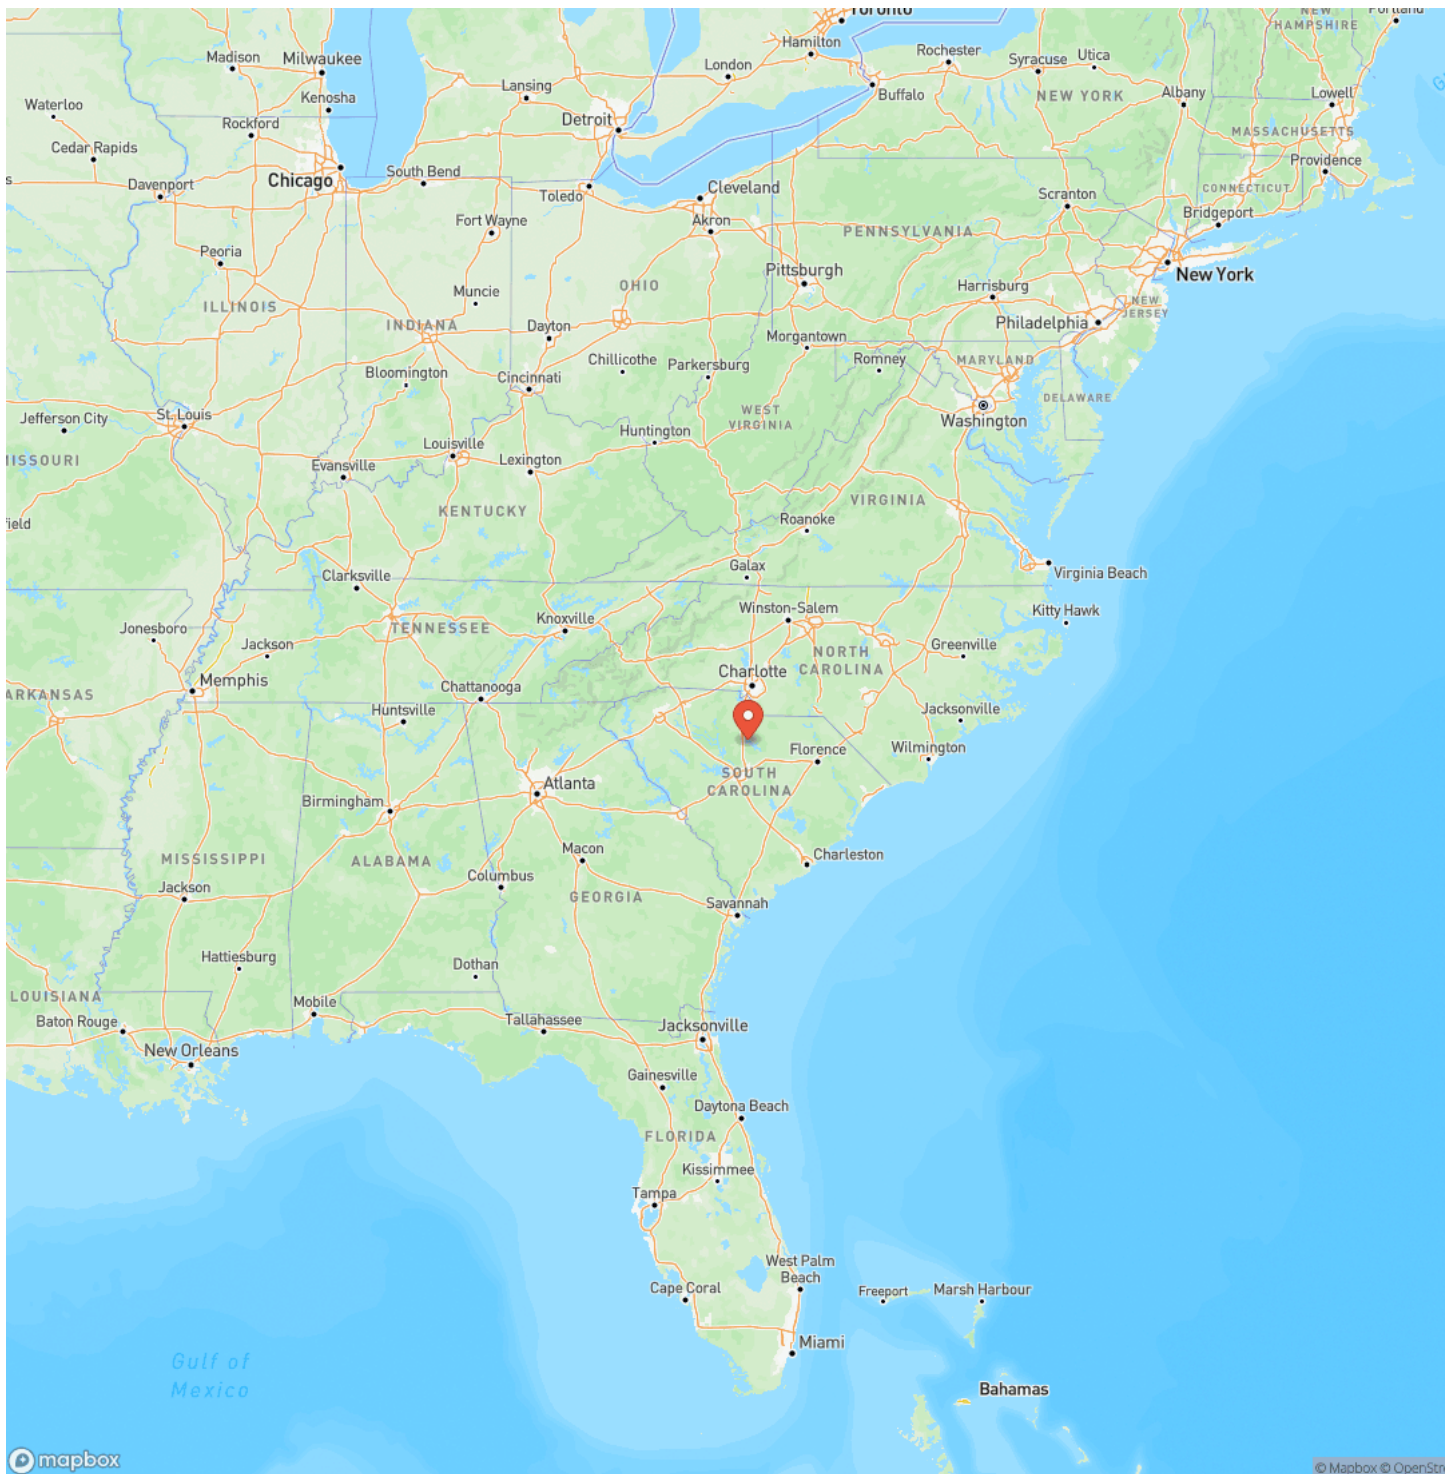 Toronto
Portland
NEW
HAMPSHIRE
Hamilton
Madison
Milwaukee
London
Rochester
Syracuse
Utica
Lansing
Buffalo
NEW YORK
Albany
Lowell
Waterloo
Kenosha
Rockford
Detroit
MASSACHUSETTS
Cedar Rapids
Providence
Chicago
South Bend
Davenport
Toledo
Cleveland
Scranton
CONNECTICUT
Bridgeport
Fort Wayne
Akron
PENNSYLVANIA
Peoria
Pittsburgh
New York
OHIO
Harrisburg
Muncie
ILLINOIS
NEW
JERSEY
INDIANA
Dayton
Philadelphia
Morgantown
Chillicothe
Parkersburg
Romney
MARYLAND
Bloomington
Cincinnati
DELAWARE
Jefferson City
St. Louis
WEST
VIRGINIA
Washington
Huntington
Louisville
Lexington
MISSOURI
Evansville
KENTUCKY
VIRGINIA
field
Roanoke
Galax
Clarksville
Virginia Beach
Winston-Salem
Kitty Hawk
Knoxville
Jonesboro
TENNESSEE
Jackson
NORTH
CAROLINA
Greenville
Charlotte
Memphis
Chattanooga
ARKANSAS
Huntsville
Jacksonville
Florence
Wilmington
SOUTH
CAROLINA
Atlanta
Birmingham
Macon
Charleston
MISSISSIPPI
ALABAMA
Columbus
Jackson
GEORGIA
Savannah
Hattiesburg
Dothan
LOUISIANA
Mobile
Baton Rouge
Tallahassee
Jacksonville
New Orleans
Gainesville
Daytona Beach
FLORIDA
Kissimmee
Tampa
West Palm
Beach
Cape Coral
Freeport
Marsh Harbour
Miami
Gulf of
Mexico
Bahamas
mapbox
© Mapbox © OpenStr